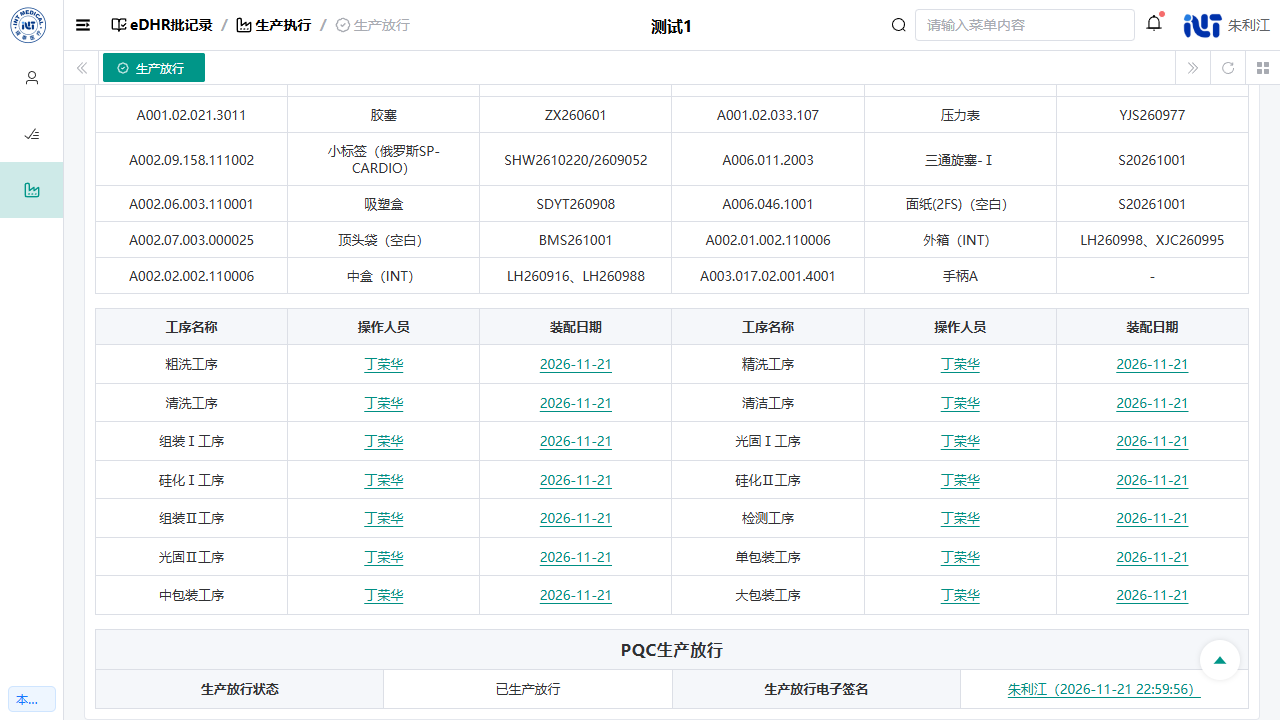 eDHR批记录 / 生产执行 / 生产放行
测试1
请输入菜单内容
朱利江
生产放行
A001.02.021.3011 胶塞 ZX260601 A001.02.033.107 压力表 YJS260977
A002.09.158.111002 小标签（俄罗斯SP-CARDIO） SHW2610220/2609052 A006.011.2003 三通旋塞-Ⅰ S20261001
A002.06.003.110001 吸塑盒 SDYT260908 A006.046.1001 面纸(2FS)（空白） S20261001
A002.07.003.000025 顶头袋（空白） BMS261001 A002.01.002.110006 外箱（INT） LH260998、XJC260995
A002.02.002.110006 中盒（INT） LH260916、LH260988 A003.017.02.001.4001 手柄A -
工序名称 操作人员 装配日期 工序名称 操作人员 装配日期
粗洗工序 丁荣华 2026-11-21 精洗工序 丁荣华 2026-11-21
清洗工序 丁荣华 2026-11-21 清洁工序 丁荣华 2026-11-21
组装Ⅰ工序 丁荣华 2026-11-21 光固Ⅰ工序 丁荣华 2026-11-21
硅化Ⅰ工序 丁荣华 2026-11-21 硅化Ⅱ工序 丁荣华 2026-11-21
组装Ⅱ工序 丁荣华 2026-11-21 检测工序 丁荣华 2026-11-21
光固Ⅱ工序 丁荣华 2026-11-21 单包装工序 丁荣华 2026-11-21
中包装工序 丁荣华 2026-11-21 大包装工序 丁荣华 2026-11-21
PQC生产放行
生产放行状态 已生产放行 生产放行电子签名 朱利江（2026-11-21 22:59:56）
本...